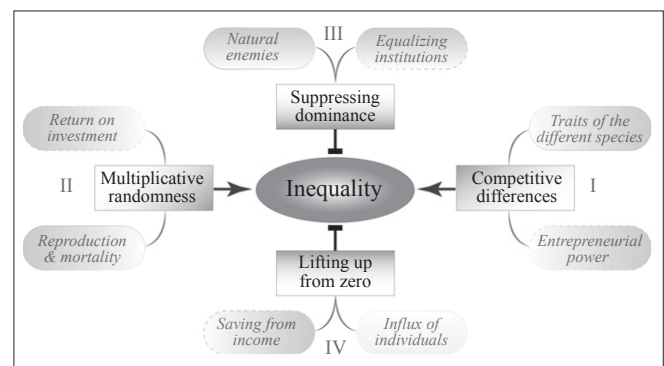 Natural
enemies
III
Equalizing
institutions
Suppressing
dominance
Return on
investment
Traits of the
different species
II
Multiplicative
randomness
Inequality
Competitive
differences
I
Reproduction
& mortality
Entrepreneurial
power
Lifting up
from zero
Saving from
income
IV
Influx of
individuals